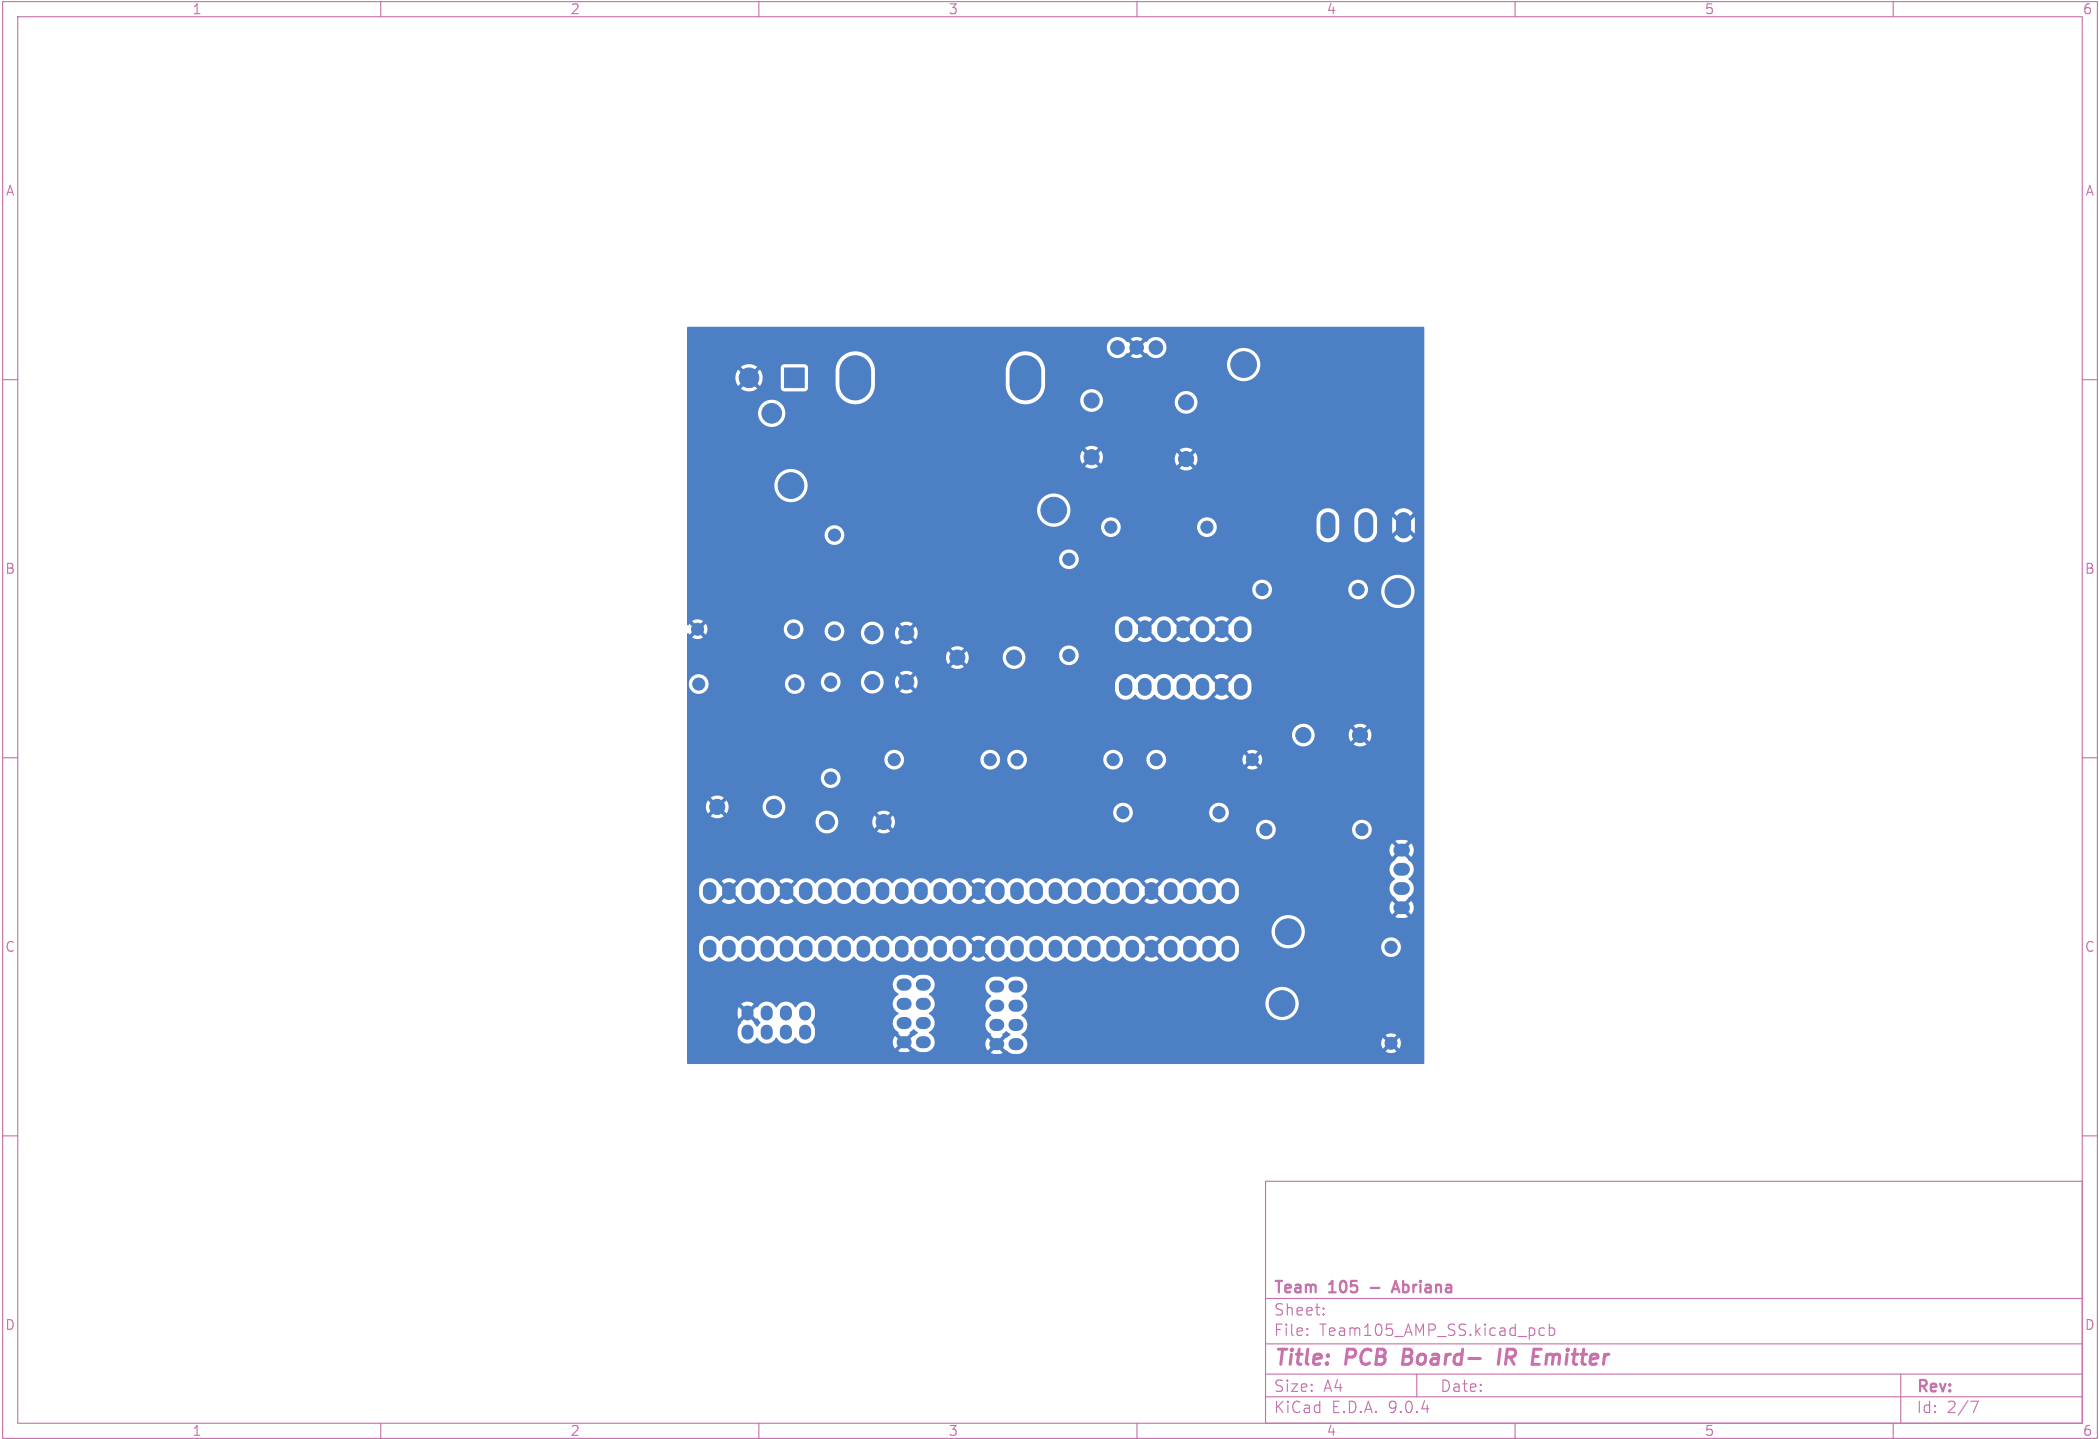 1 2 3 4 5 6
A A
B B
C C
D D
Team 105 - Abriana
Sheet:
File: Team105_AMP_SS.kicad_pcb
Title: PCB Board- IR Emitter
Size: A4 Date: Rev:
KiCad E.D.A. 9.0.4 Id: 2/7
1 2 3 4 5 6